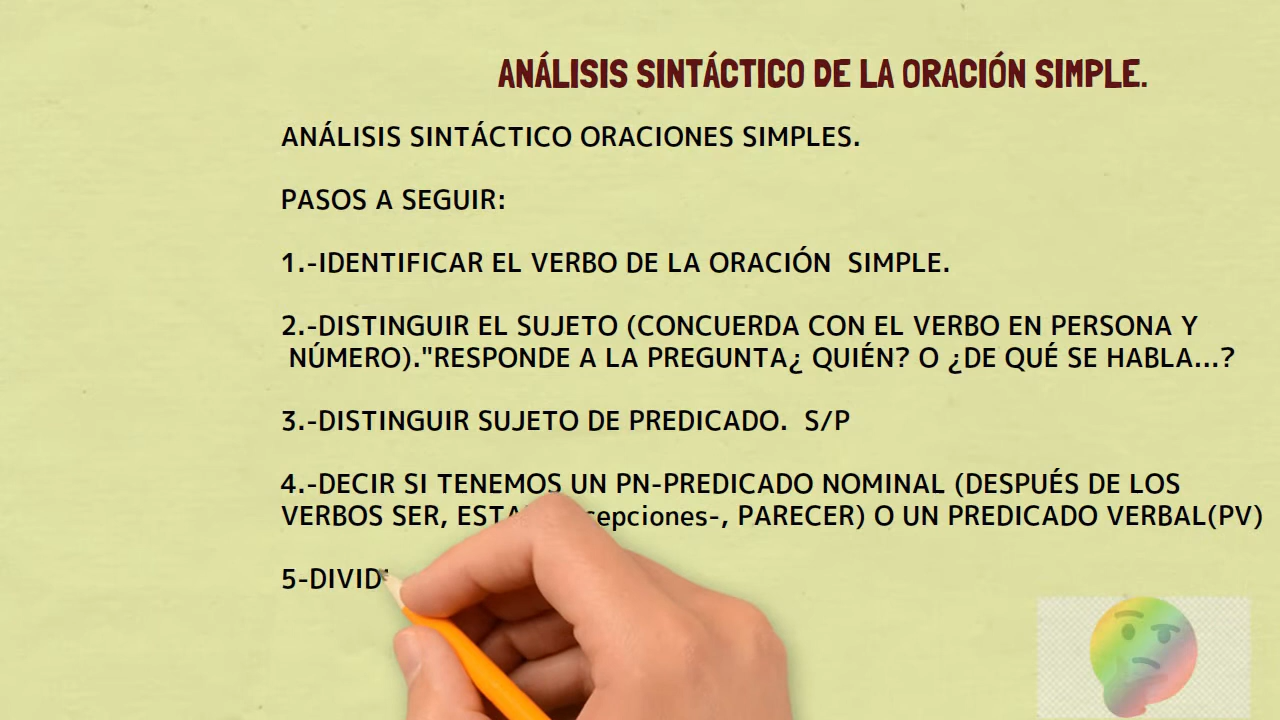 ANÁLISIS SINTÁCTICO DE LA ORACIÓN SIMPLE.
ANÁLISIS SINTÁCTICO ORACIONES SIMPLES.
PASOS A SEGUIR:
1.-IDENTIFICAR EL VERBO DE LA ORACIÓN SIMPLE.
2.-DISTINGUIR EL SUJETO (CONCUERDA CON EL VERBO EN PERSONA Y
NÚMERO)."RESPONDE A LA PREGUNTA¿ QUIÉN? O ¿DE QUÉ SE HABLA...?
3.-DISTINGUIR SUJETO DE PREDICADO. S/P
4.-DECIR SI TENEMOS UN PN-PREDICADO NOMINAL (DESPUÉS DE LOS
VERBOS SER, PARECER) O UN PREDICADO VERBAL(PV)
5-DIVID